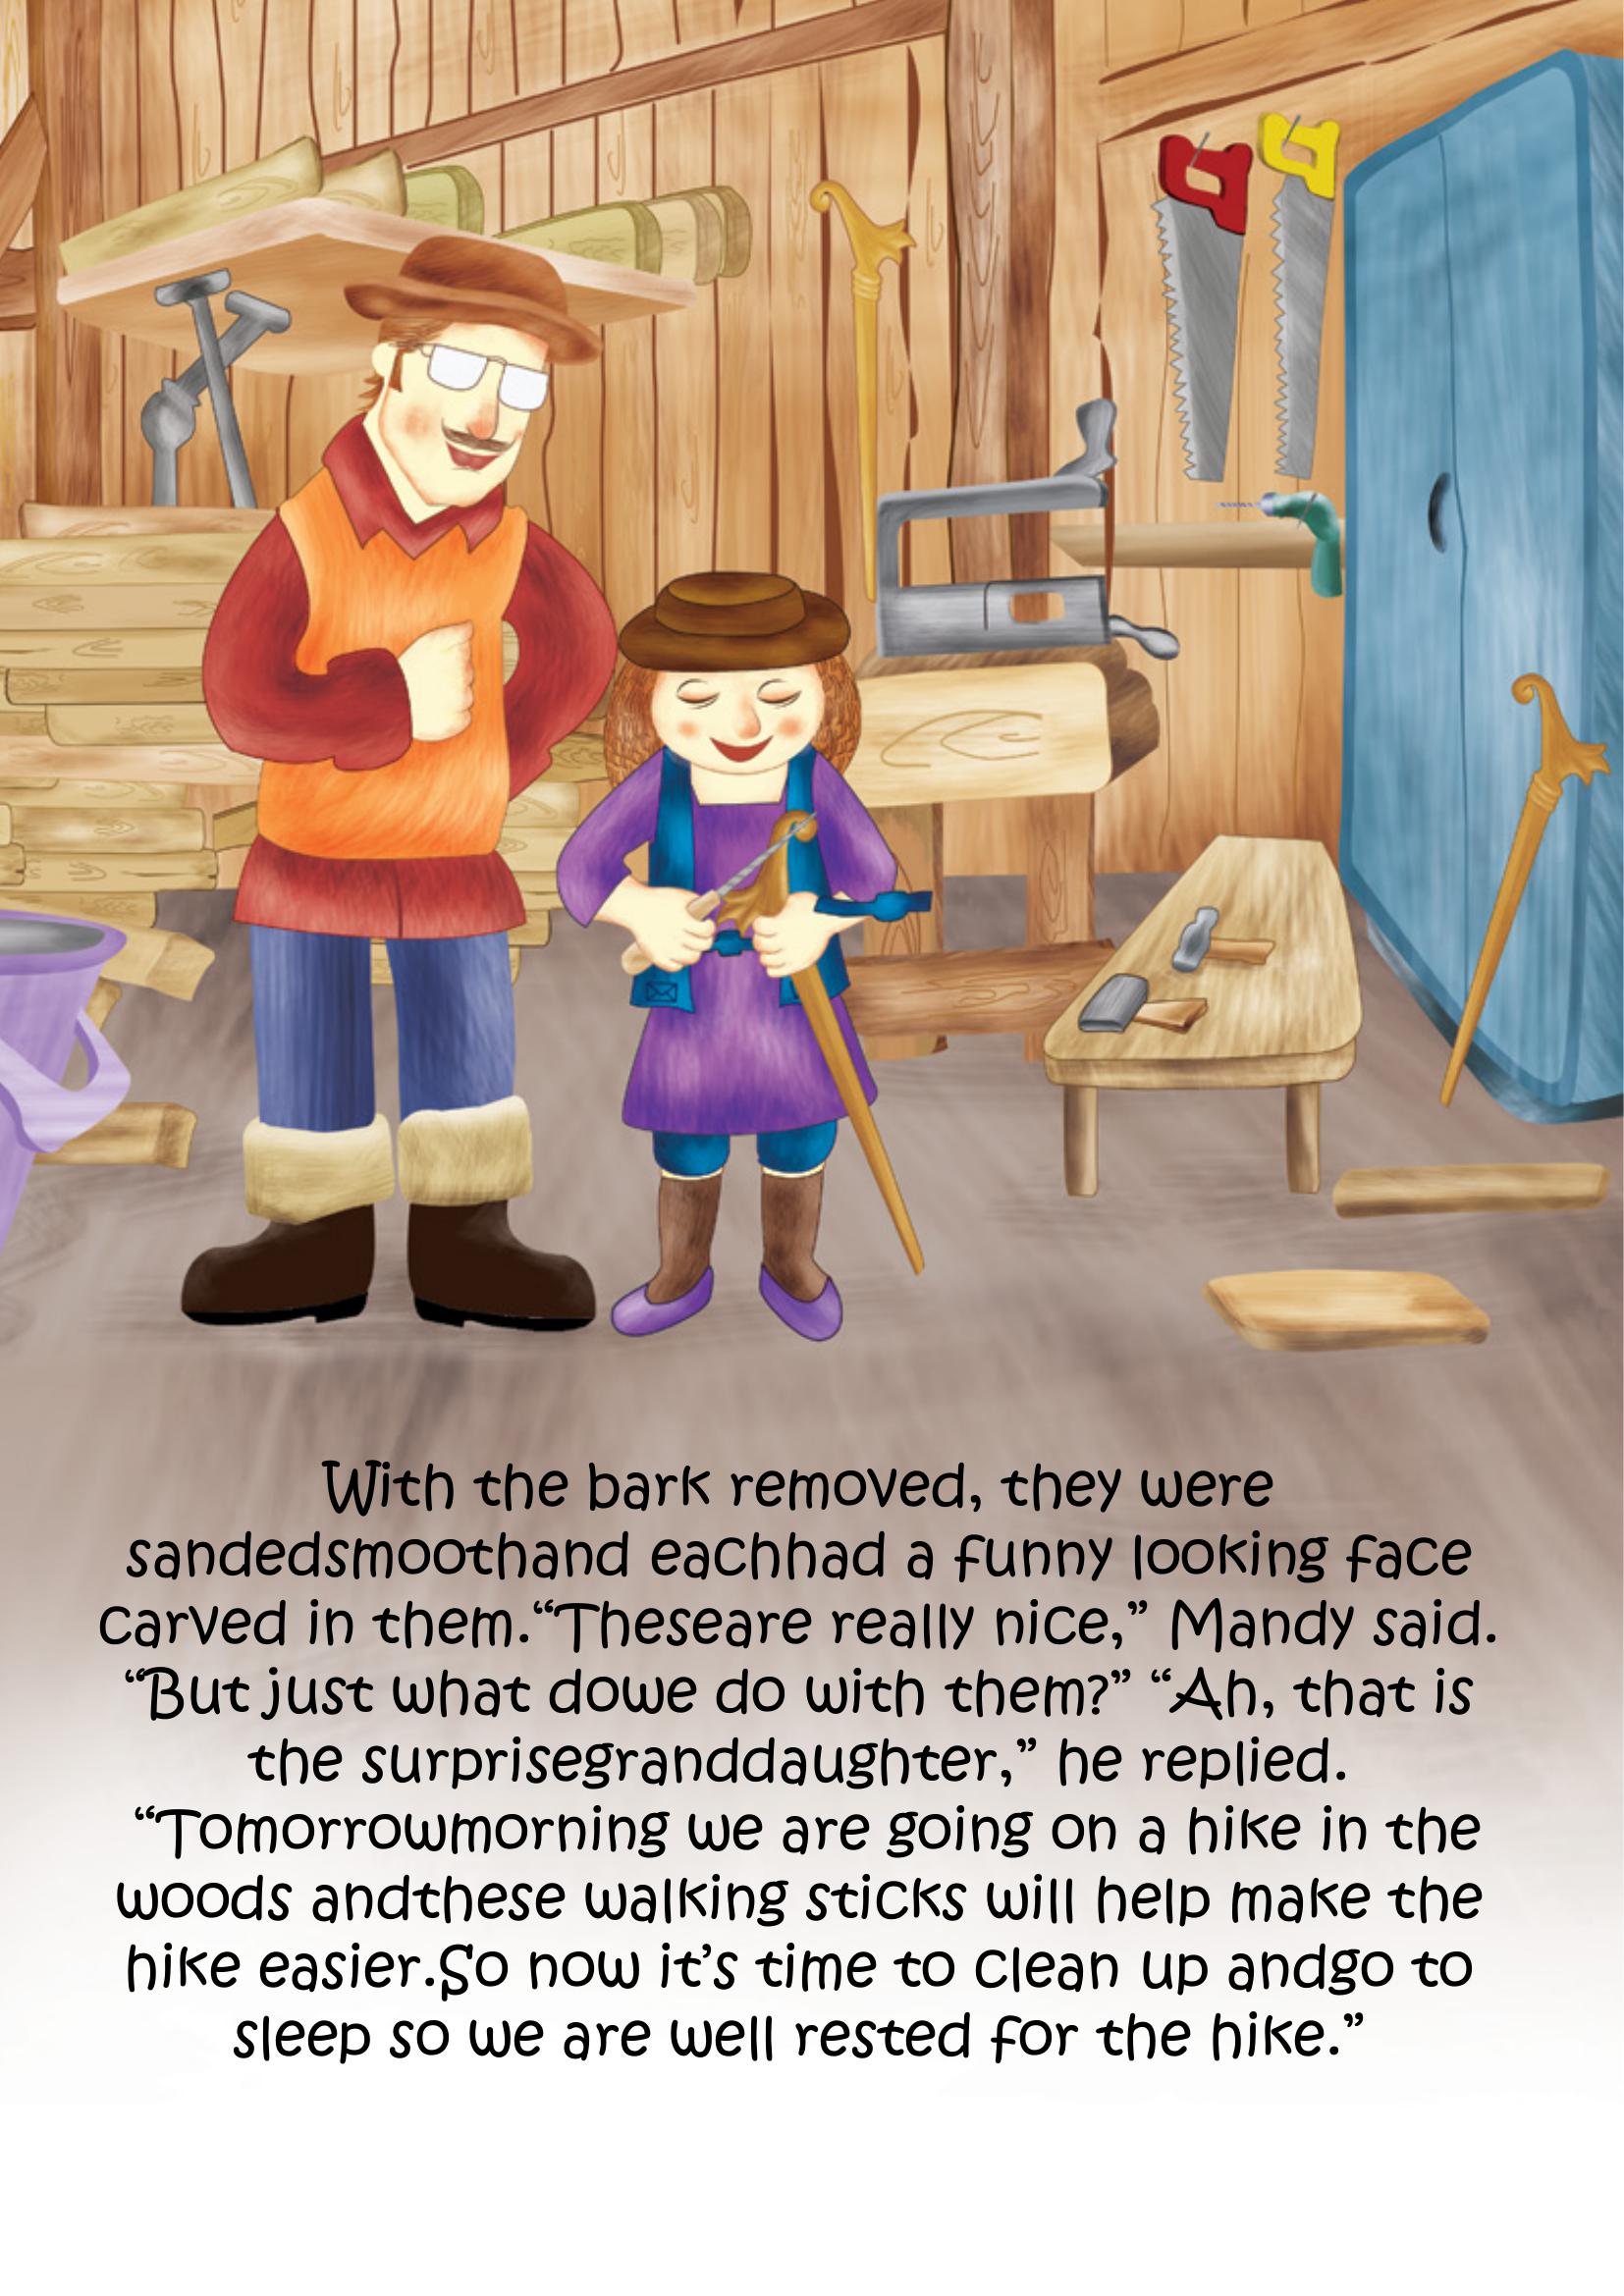 With the bark removed, they were
sandedsmoothand eachhad a funny looking face
carved in them.“Theseare really nice,” Mandy said.
“But just what dowe do with them?” “Ah, that is
the surprisegranddaughter,” he replied.
“Tomorrowmorning we are going on a hike in the
woods andthese walking sticks will help make the
hike easier.So now it’s time to clean up andgo to
sleep so we are well rested for the hike.”